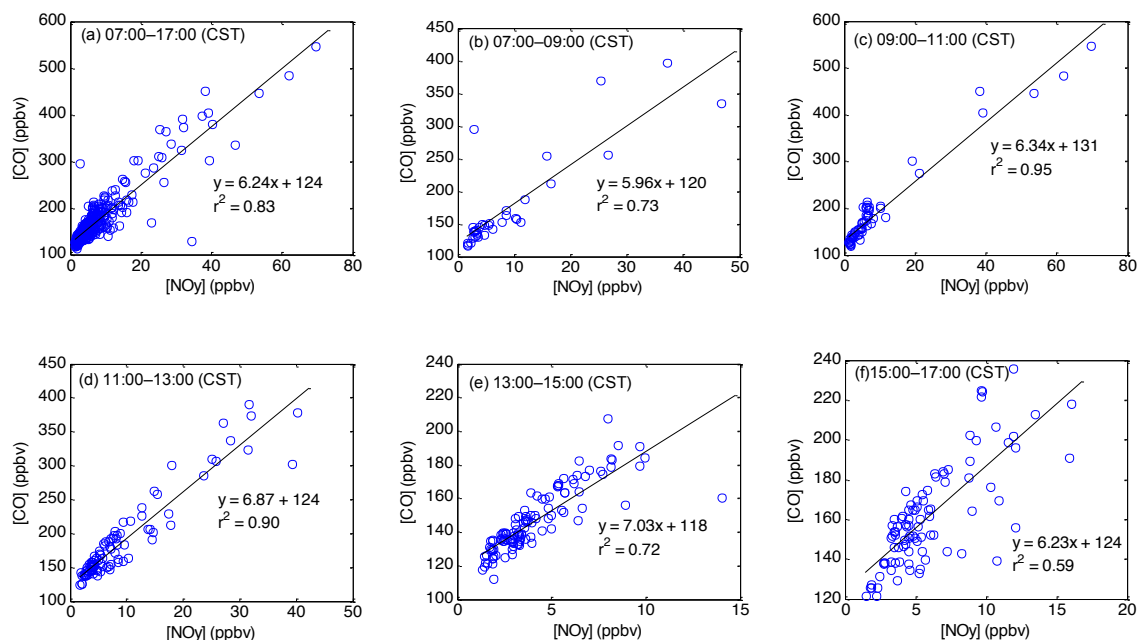 (a) 07:00–17:00 (CST)
600
500
400
300
200
100
[CO] (ppbv)
y = 6.24x + 124
r² = 0.83
0 20 40 60 80
[NOy] (ppbv)
(b) 07:00–09:00 (CST)
450
400
350
300
250
200
150
100
[CO] (ppbv)
y = 5.96x + 120
r² = 0.73
0 10 20 30 40 50
[NOy] (ppbv)
(c) 09:00–11:00 (CST)
600
500
400
300
200
100
[CO] (ppbv)
y = 6.34x + 131
r² = 0.95
0 20 40 60 80
[NOy] (ppbv)
(d) 11:00–13:00 (CST)
450
400
350
300
250
200
150
100
[CO] (ppbv)
y = 6.87 + 124
r² = 0.90
0 10 20 30 40 50
[NOy] (ppbv)
(e) 13:00–15:00 (CST)
240
220
200
180
160
140
120
100
[CO] (ppbv)
y = 7.03x + 118
r² = 0.72
0 5 10 15
[NOy] (ppbv)
(f)15:00–17:00 (CST)
240
220
200
180
160
140
120
[CO] (ppbv)
y = 6.23x + 124
r² = 0.59
0 5 10 15 20
[NOy] (ppbv)